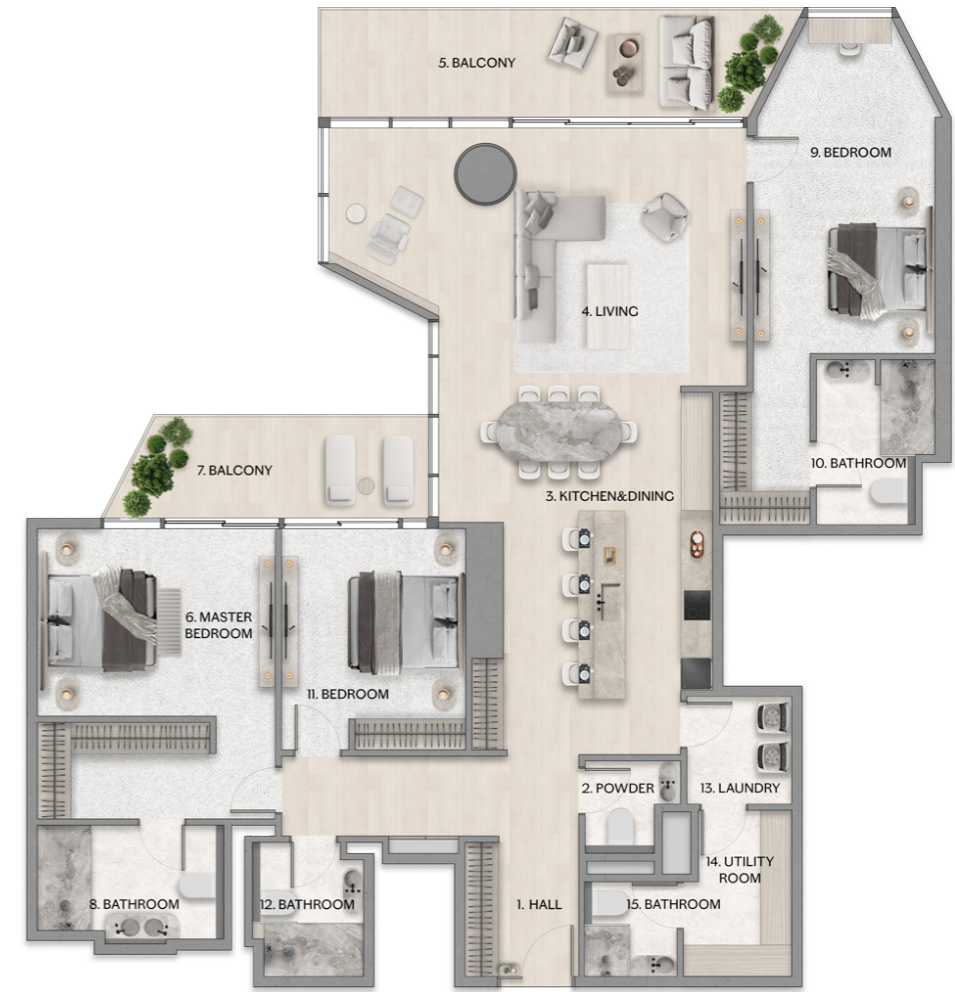 5. BALCONY
9. BEDROOM
4. LIVING
10. BATHROOM
7. BALCONY
3. KITCHEN&DINING
6. MASTER
BEDROOM
11. BEDROOM
2. POWDER
13. LAUNDRY
14. UTILITY
ROOM
8. BATHROOM
12. BATHROOM
1. HALL
15. BATHROOM